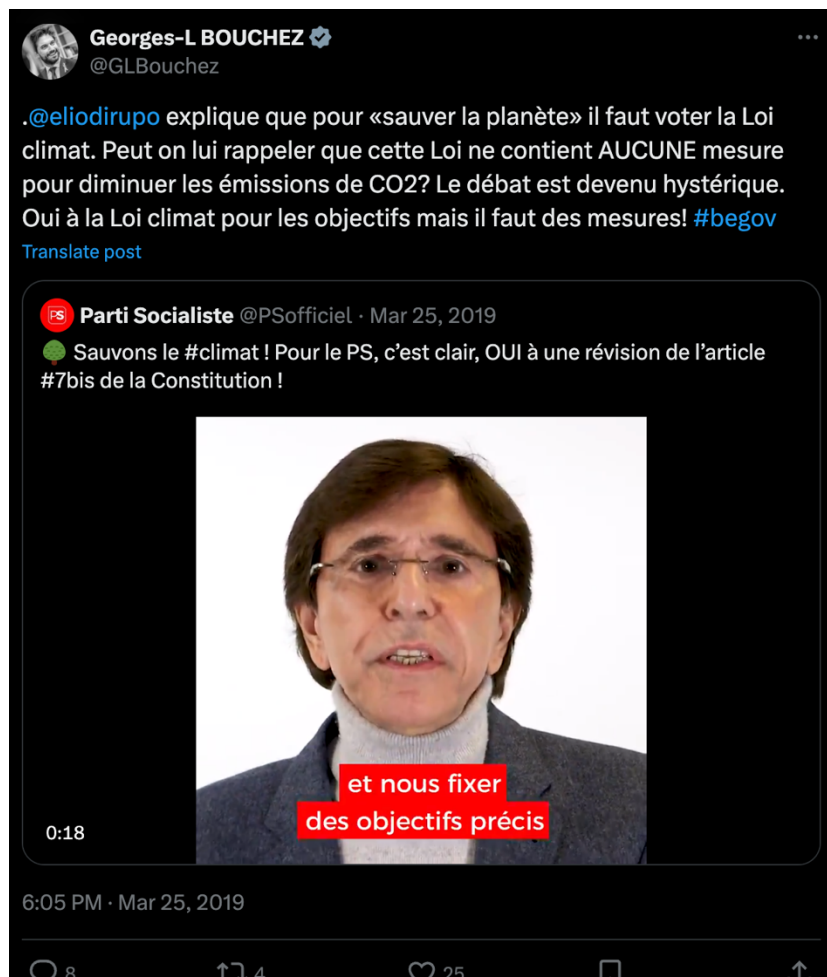 Georges-L BOUCHEZ
@GLBouchez
.@eliodirupo explique que pour «sauver la planète» il faut voter la Loi
climat. Peut on lui rappeler que cette Loi ne contient AUCUNE mesure
pour diminuer les émissions de CO2? Le débat est devenu hystérique.
Oui à la Loi climat pour les objectifs mais il faut des mesures! #begov
Translate post
PS Parti Socialiste @PSofficiel · Mar 25, 2019
Sauvons le #climat ! Pour le PS, c’est clair, OUI à une révision de l’article
#7bis de la Constitution !
et nous fixer
des objectifs précis
0:18
6:05 PM · Mar 25, 2019
8 4 25